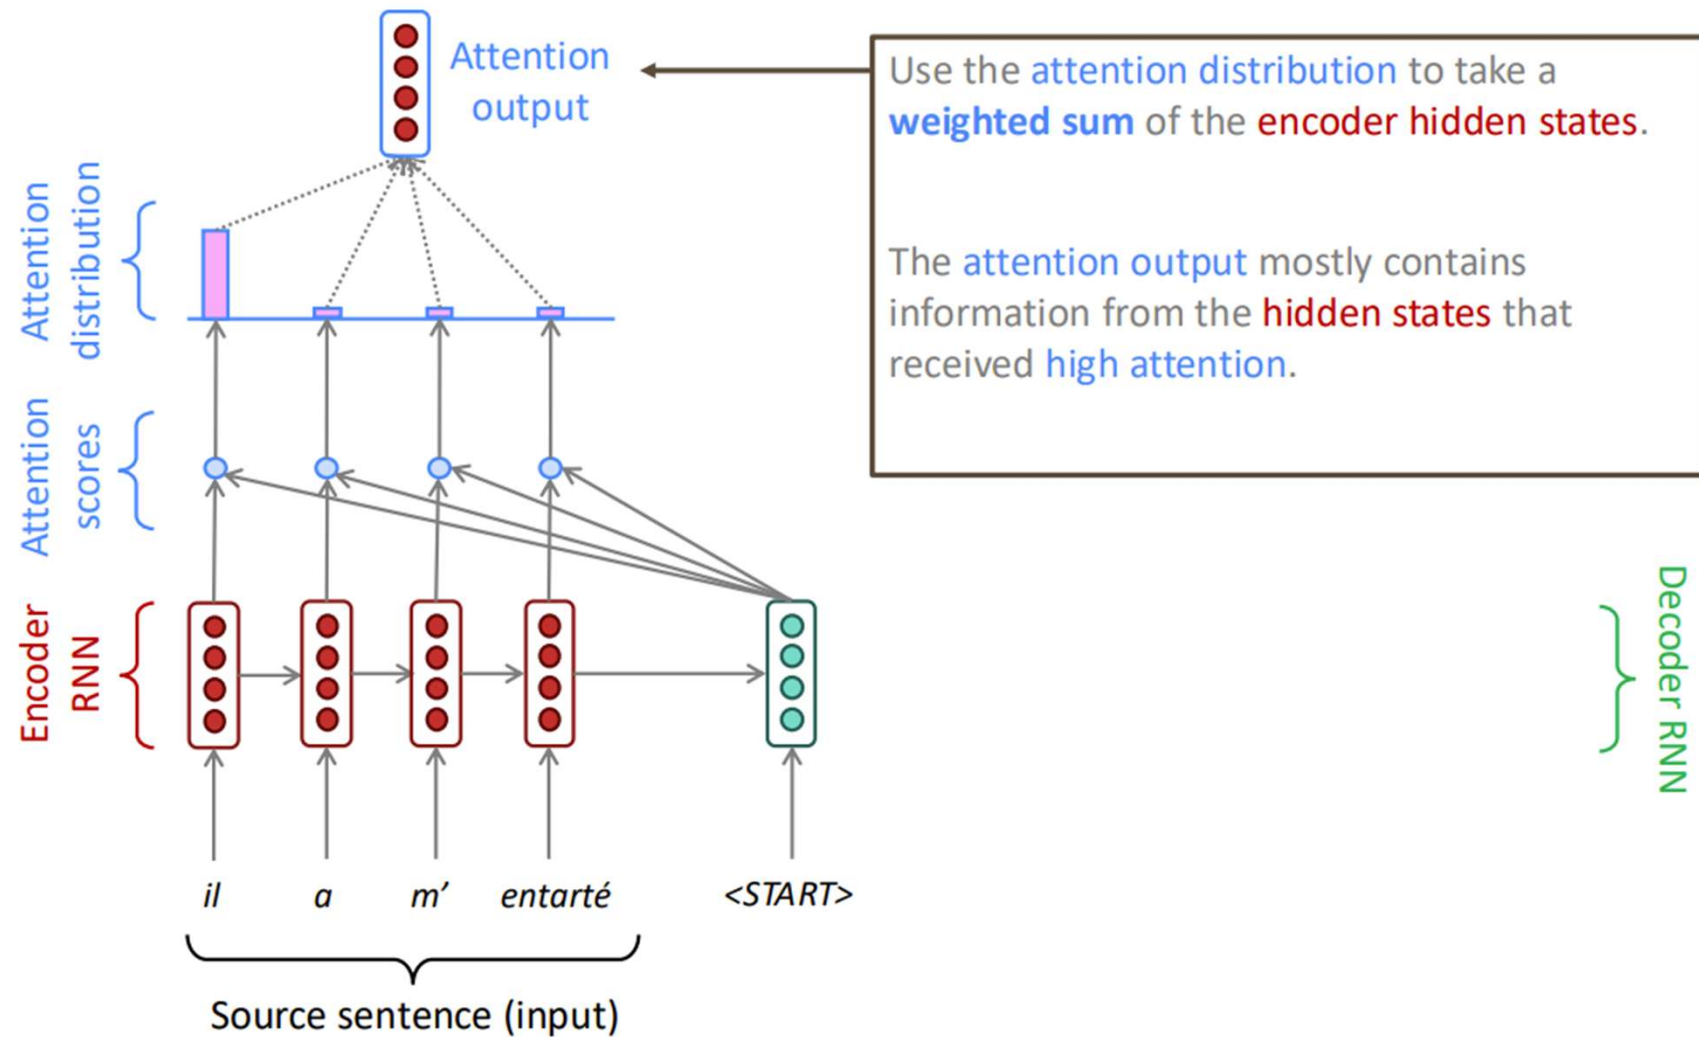 Attention
output
Use the attention distribution to take a
weighted sum of the encoder hidden states.
The attention output mostly contains
information from the hidden states that
received high attention.
Attention
distribution
Attention
scores
Encoder
RNN
Decoder RNN
il a m’ entarté <START>
Source sentence (input)